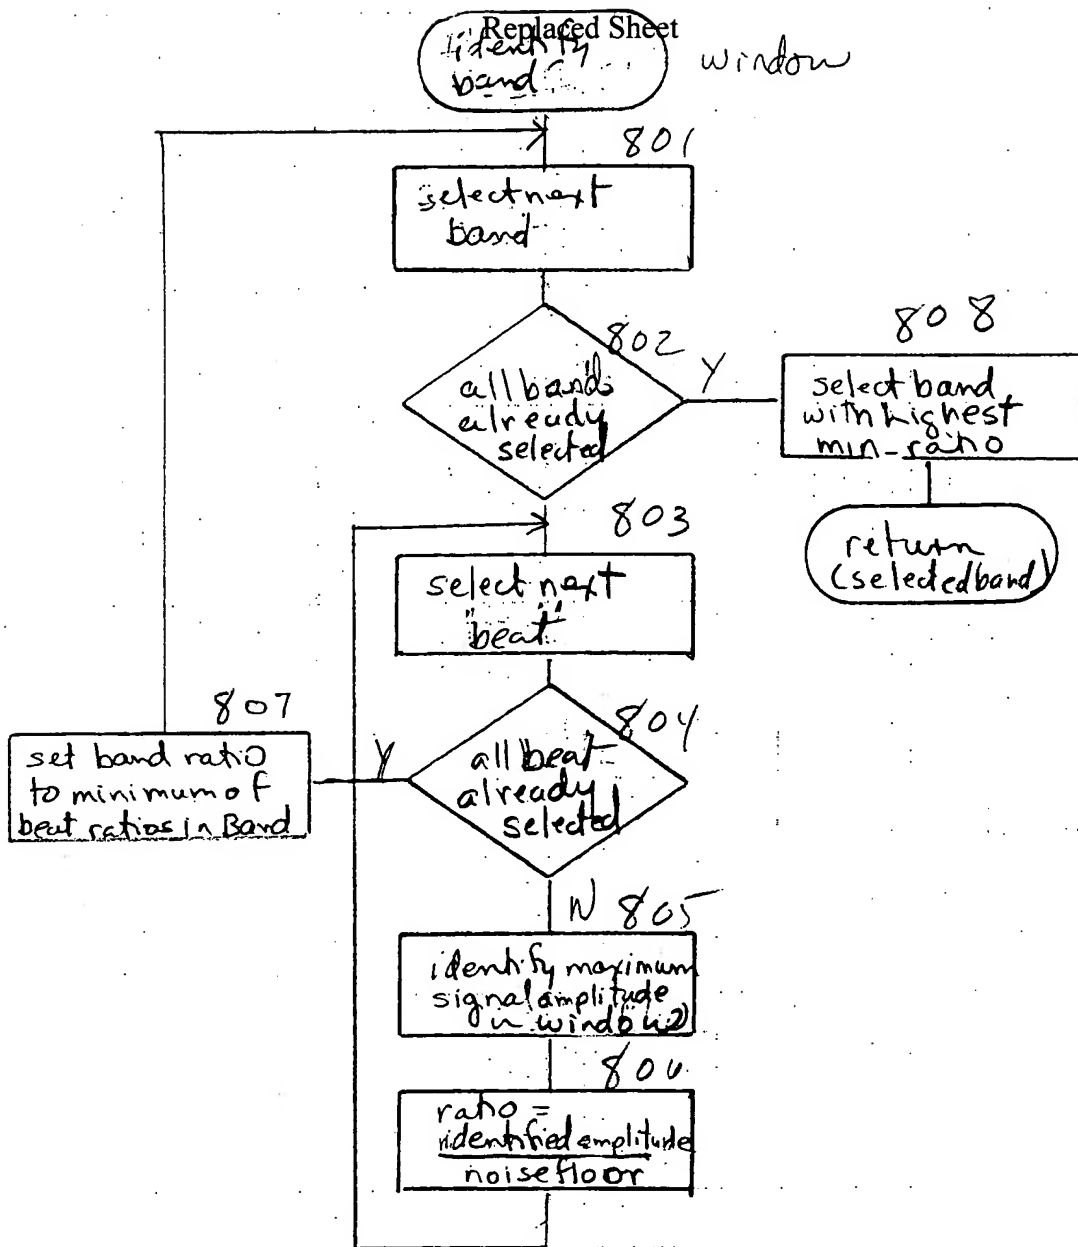 Replaced Sheet
identify
band
window
801
select next
band
802
all bands
already
selected
Y
808
select band
with highest
min-ratio
return
(selectedband)
803
select next
"beat"
804
all beat
already
selected
Y
807
set band ratio
to minimum of
beat ratios in Band
N
805
identify maximum
signal amplitude
in window
806
ratio =
identified amplitude
noise floor